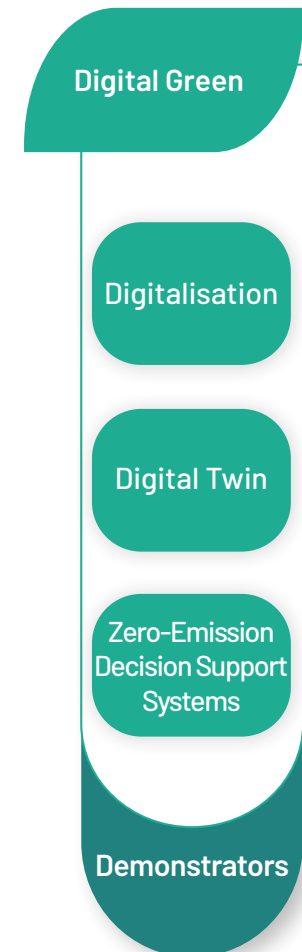 Digital Green
Digitalisation
Digital Twin
Zero-Emission
Decision Support
Systems
Demonstrators